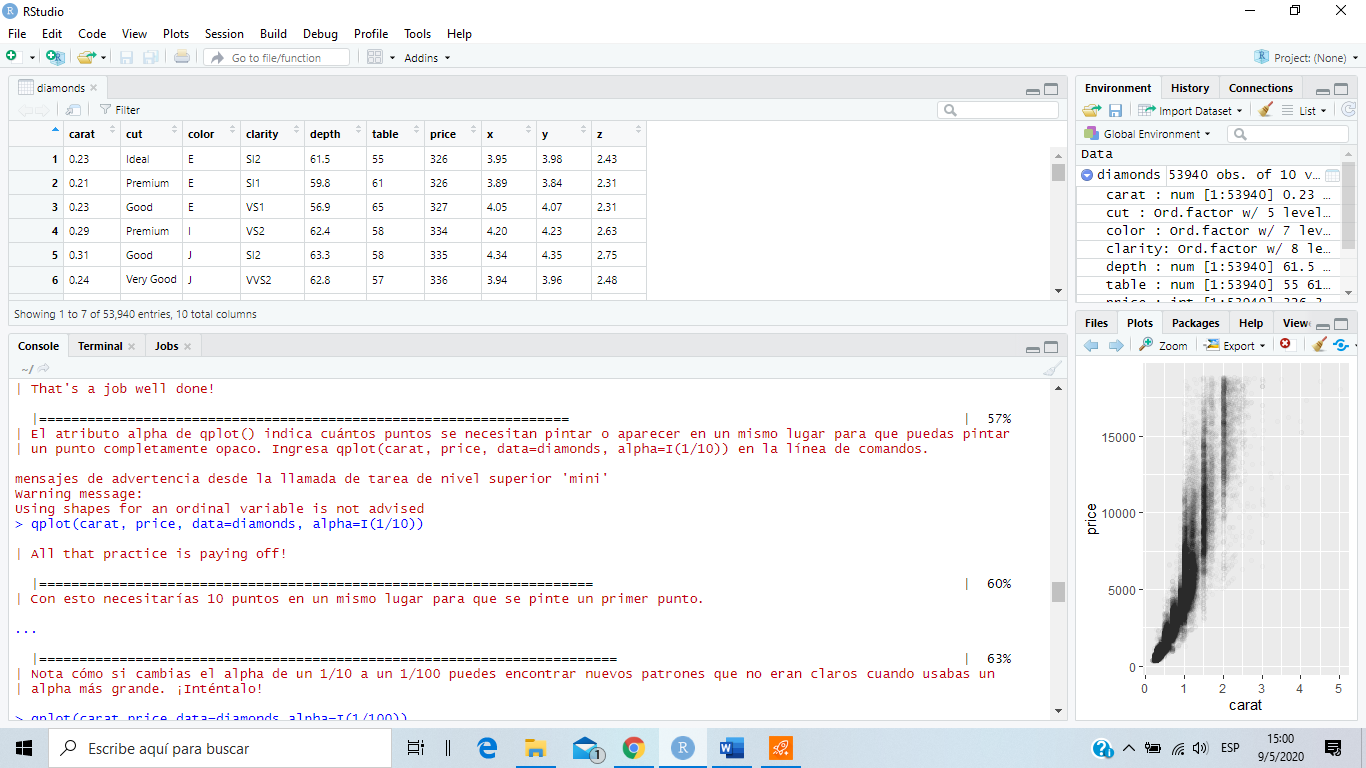 RStudio
File Edit Code View Plots Session Build Debug Profile Tools Help
Go to file/function Addins Project: (None)
diamonds
Filter
carat cut color clarity depth table price x y z
1 0.23 Ideal E SI2 61.5 55 326 3.95 3.98 2.43
2 0.21 Premium E SI1 59.8 61 326 3.89 3.84 2.31
3 0.23 Good E VS1 56.9 65 327 4.05 4.07 2.31
4 0.29 Premium I VS2 62.4 58 334 4.20 4.23 2.63
5 0.31 Good J SI2 63.3 58 335 4.34 4.35 2.75
6 0.24 Very Good J VVS2 62.8 57 336 3.94 3.96 2.48
Showing 1 to 7 of 53,940 entries, 10 total columns
Console Terminal Jobs
~/
| That's a job well done!
|==================================================================== | 57%
| El atributo alpha de qplot() indica cuántos puntos se necesitan pintar o aparecer en un mismo lugar para que puedas pintar
| un punto completamente opaco. Ingresa qplot(carat, price, data=diamonds, alpha=I(1/10)) en la línea de comandos.
mensajes de advertencia desde la llamada de tarea de nivel superior 'mini'
Warning message:
Using shapes for an ordinal variable is not advised
> qplot(carat, price, data=diamonds, alpha=I(1/10))
| All that practice is paying off!
|======================================================================= | 60%
| Con esto necesitarías 10 puntos en un mismo lugar para que se pinte un primer punto.
...
|========================================================================== | 63%
| Nota cómo si cambias el alpha de un 1/10 a un 1/100 puedes encontrar nuevos patrones que no eran claros cuando usabas un
| alpha más grande. ¡Inténtalo!
> qplot(carat,price,data=diamonds,alpha=I(1/100))
Environment History Connections
Import Dataset List
Global Environment
Data
diamonds 53940 obs. of 10 v…
carat : num [1:53940] 0.23 …
cut : Ord.factor w/ 5 level…
color : Ord.factor w/ 7 lev…
clarity: Ord.factor w/ 8 le…
depth : num [1:53940] 61.5 …
table : num [1:53940] 55 61…
price : int [1:53940] 326 3…
Files Plots Packages Help Viewe
Zoom Export
price
15000
10000
5000
0
0 1 2 3 4 5
carat
Escribe aquí para buscar
1
ESP
15:00
9/5/2020